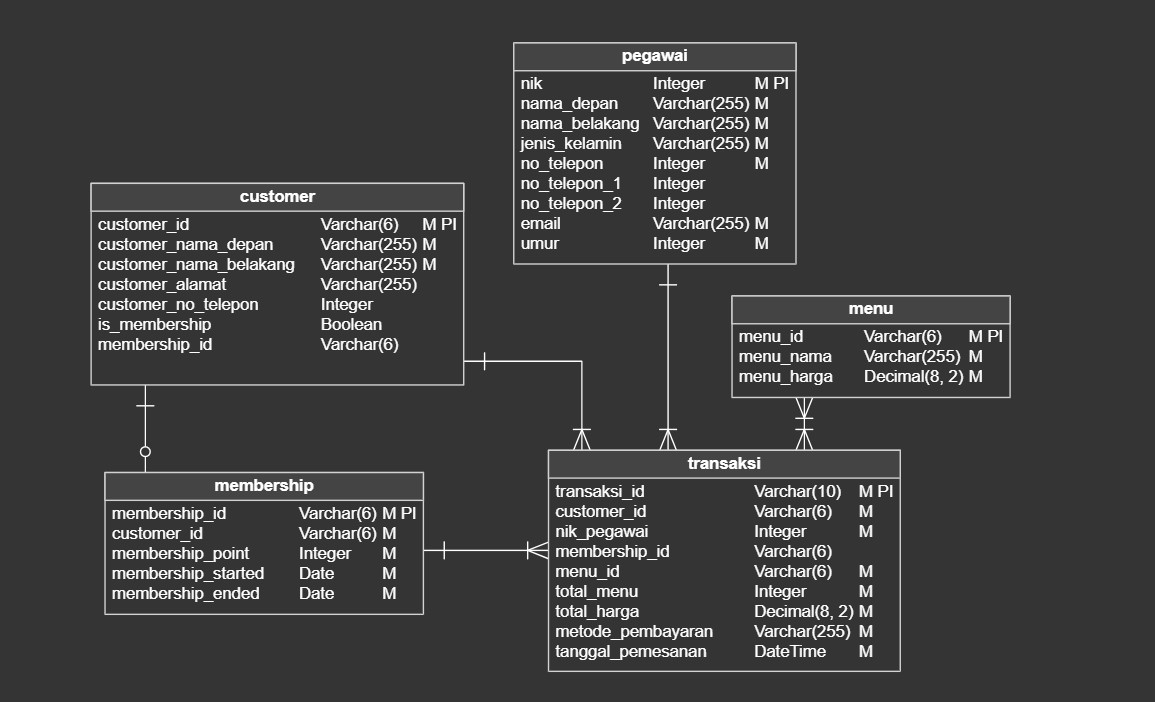 pegawai
nik Integer M PI
nama_depan Varchar(255) M
nama_belakang Varchar(255) M
jenis_kelamin Varchar(255) M
no_telepon Integer M
no_telepon_1 Integer
no_telepon_2 Integer
email Varchar(255) M
umur Integer M
customer
customer_id Varchar(6) M PI
customer_nama_depan Varchar(255) M
customer_nama_belakang Varchar(255) M
customer_alamat Varchar(255)
customer_no_telepon Integer
is_membership Boolean
membership_id Varchar(6)
menu
menu_id Varchar(6) M PI
menu_nama Varchar(255) M
menu_harga Decimal(8, 2) M
membership
membership_id Varchar(6) M PI
customer_id Varchar(6) M
membership_point Integer M
membership_started Date M
membership_ended Date M
transaksi
transaksi_id Varchar(10) M PI
customer_id Varchar(6) M
nik_pegawai Integer M
membership_id Varchar(6)
menu_id Varchar(6) M
total_menu Integer M
total_harga Decimal(8, 2) M
metode_pembayaran Varchar(255) M
tanggal_pemesanan DateTime M